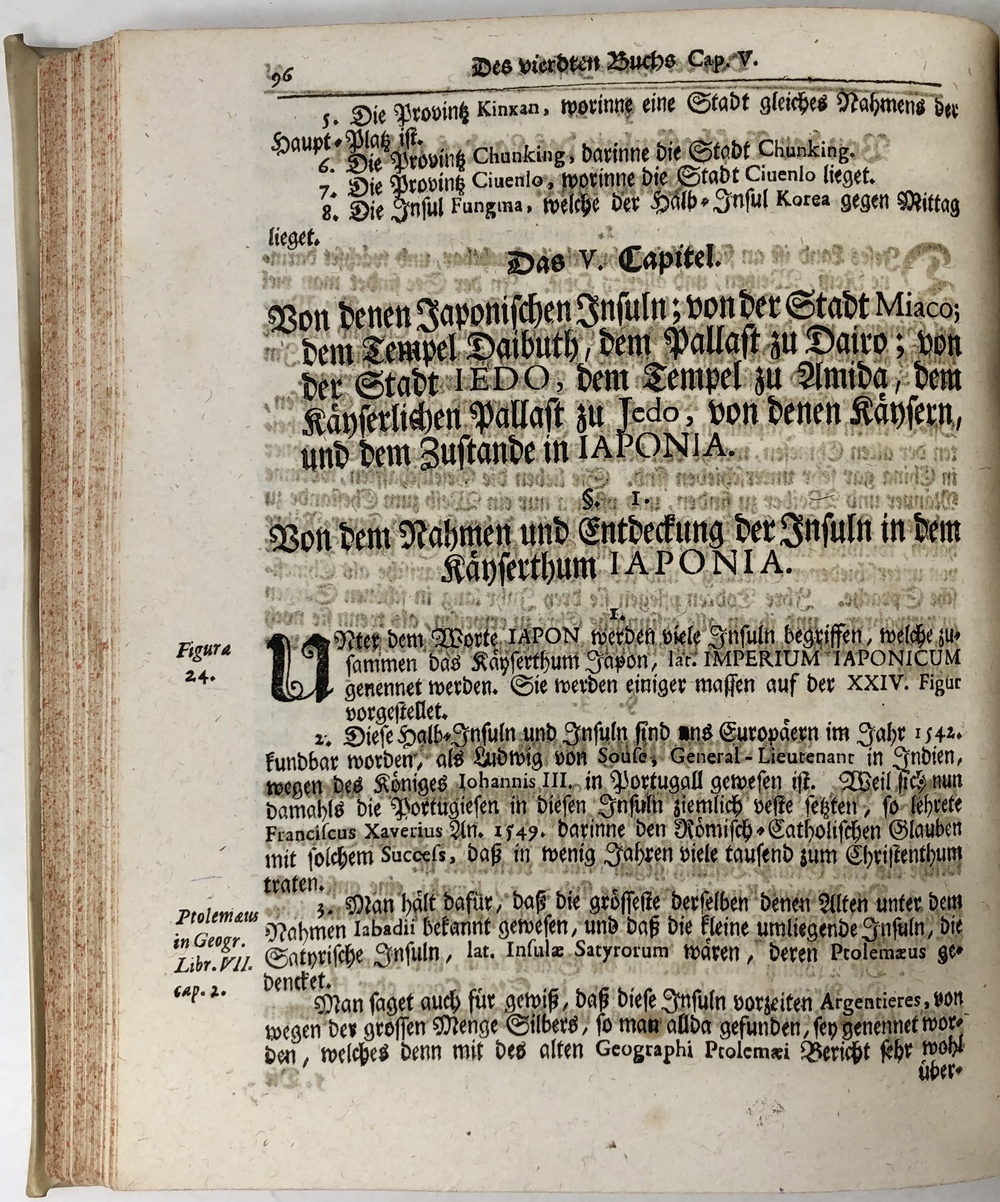 96 Des vierdten Buchs Cap. V.
5. Die Provintz Kinxan, worinne eine Stadt gleiches Nahmens der
Haupt-Platz ist.
6. Die Provintz Chunking, darinne die Stadt Chunking.
7. Die Provintz Ciuenlo, worinne die Stadt Ciuenlo lieget.
8. Die Insul Fungma, welche der Halb-Insul Korea gegen Mittag
lieget.
Das V. Capitel.
Von denen Japonischen Insuln; von der Stadt Miaco;
dem Tempel Daibuth, dem Pallast zu Dairo; von
der Stadt IEDO, dem Tempel zu Amida, dem
Käyserlichen Pallast zu Jedo, von denen Käysern,
und dem Zustande in IAPONIA.
§. 1.
Von dem Nahmen und Entdeckung der Insuln in dem
Käyserthum IAPONIA.
1.
UNter dem Worte IAPON werden viele Insuln begriffen, welche zu-
sammen das Käyserthum Japon, lat. IMPERIUM IAPONICUM
genennet werden. Sie werden einiger massen auf der XXIV. Figur
vorgestellet.
Figura
24.
2. Diese Halb-Insuln und Insuln sind uns Europäern im Jahr 1542.
kundbar worden, als Ludwig von Souse, General-Lieutenant in Indien,
wegen des Königes Iohannis III. in Portugall gewesen ist. Weil sich nun
damahls die Portugiesen in diesen Insuln ziemlich veste setzten, so lehrete
Franciscus Xaverius An. 1549. darinne den Römisch-Catholischen Glauben
mit solchem Success, daß in wenig Jahren viele tausend zum Christenthum
traten.
3. Man hält dafür, daß die grösseste derselben denen Alten unter dem
Nahmen Iabadii bekannt gewesen, und daß die kleine umliegende Insuln, die
Satyrische Insuln, lat. Insulæ Satyrorum wären, deren Ptolemæus ge-
dencket.
Ptolemæus
in Geogr.
Libr. VII.
cap. 2.
Man saget auch für gewiß, daß diese Insuln vorzeiten Argentieres, von
wegen der grossen Menge Silbers, so man allda gefunden, sey genennet wor-
den, welches denn mit des alten Geographi Ptolemæi Bericht sehr wohl
über-